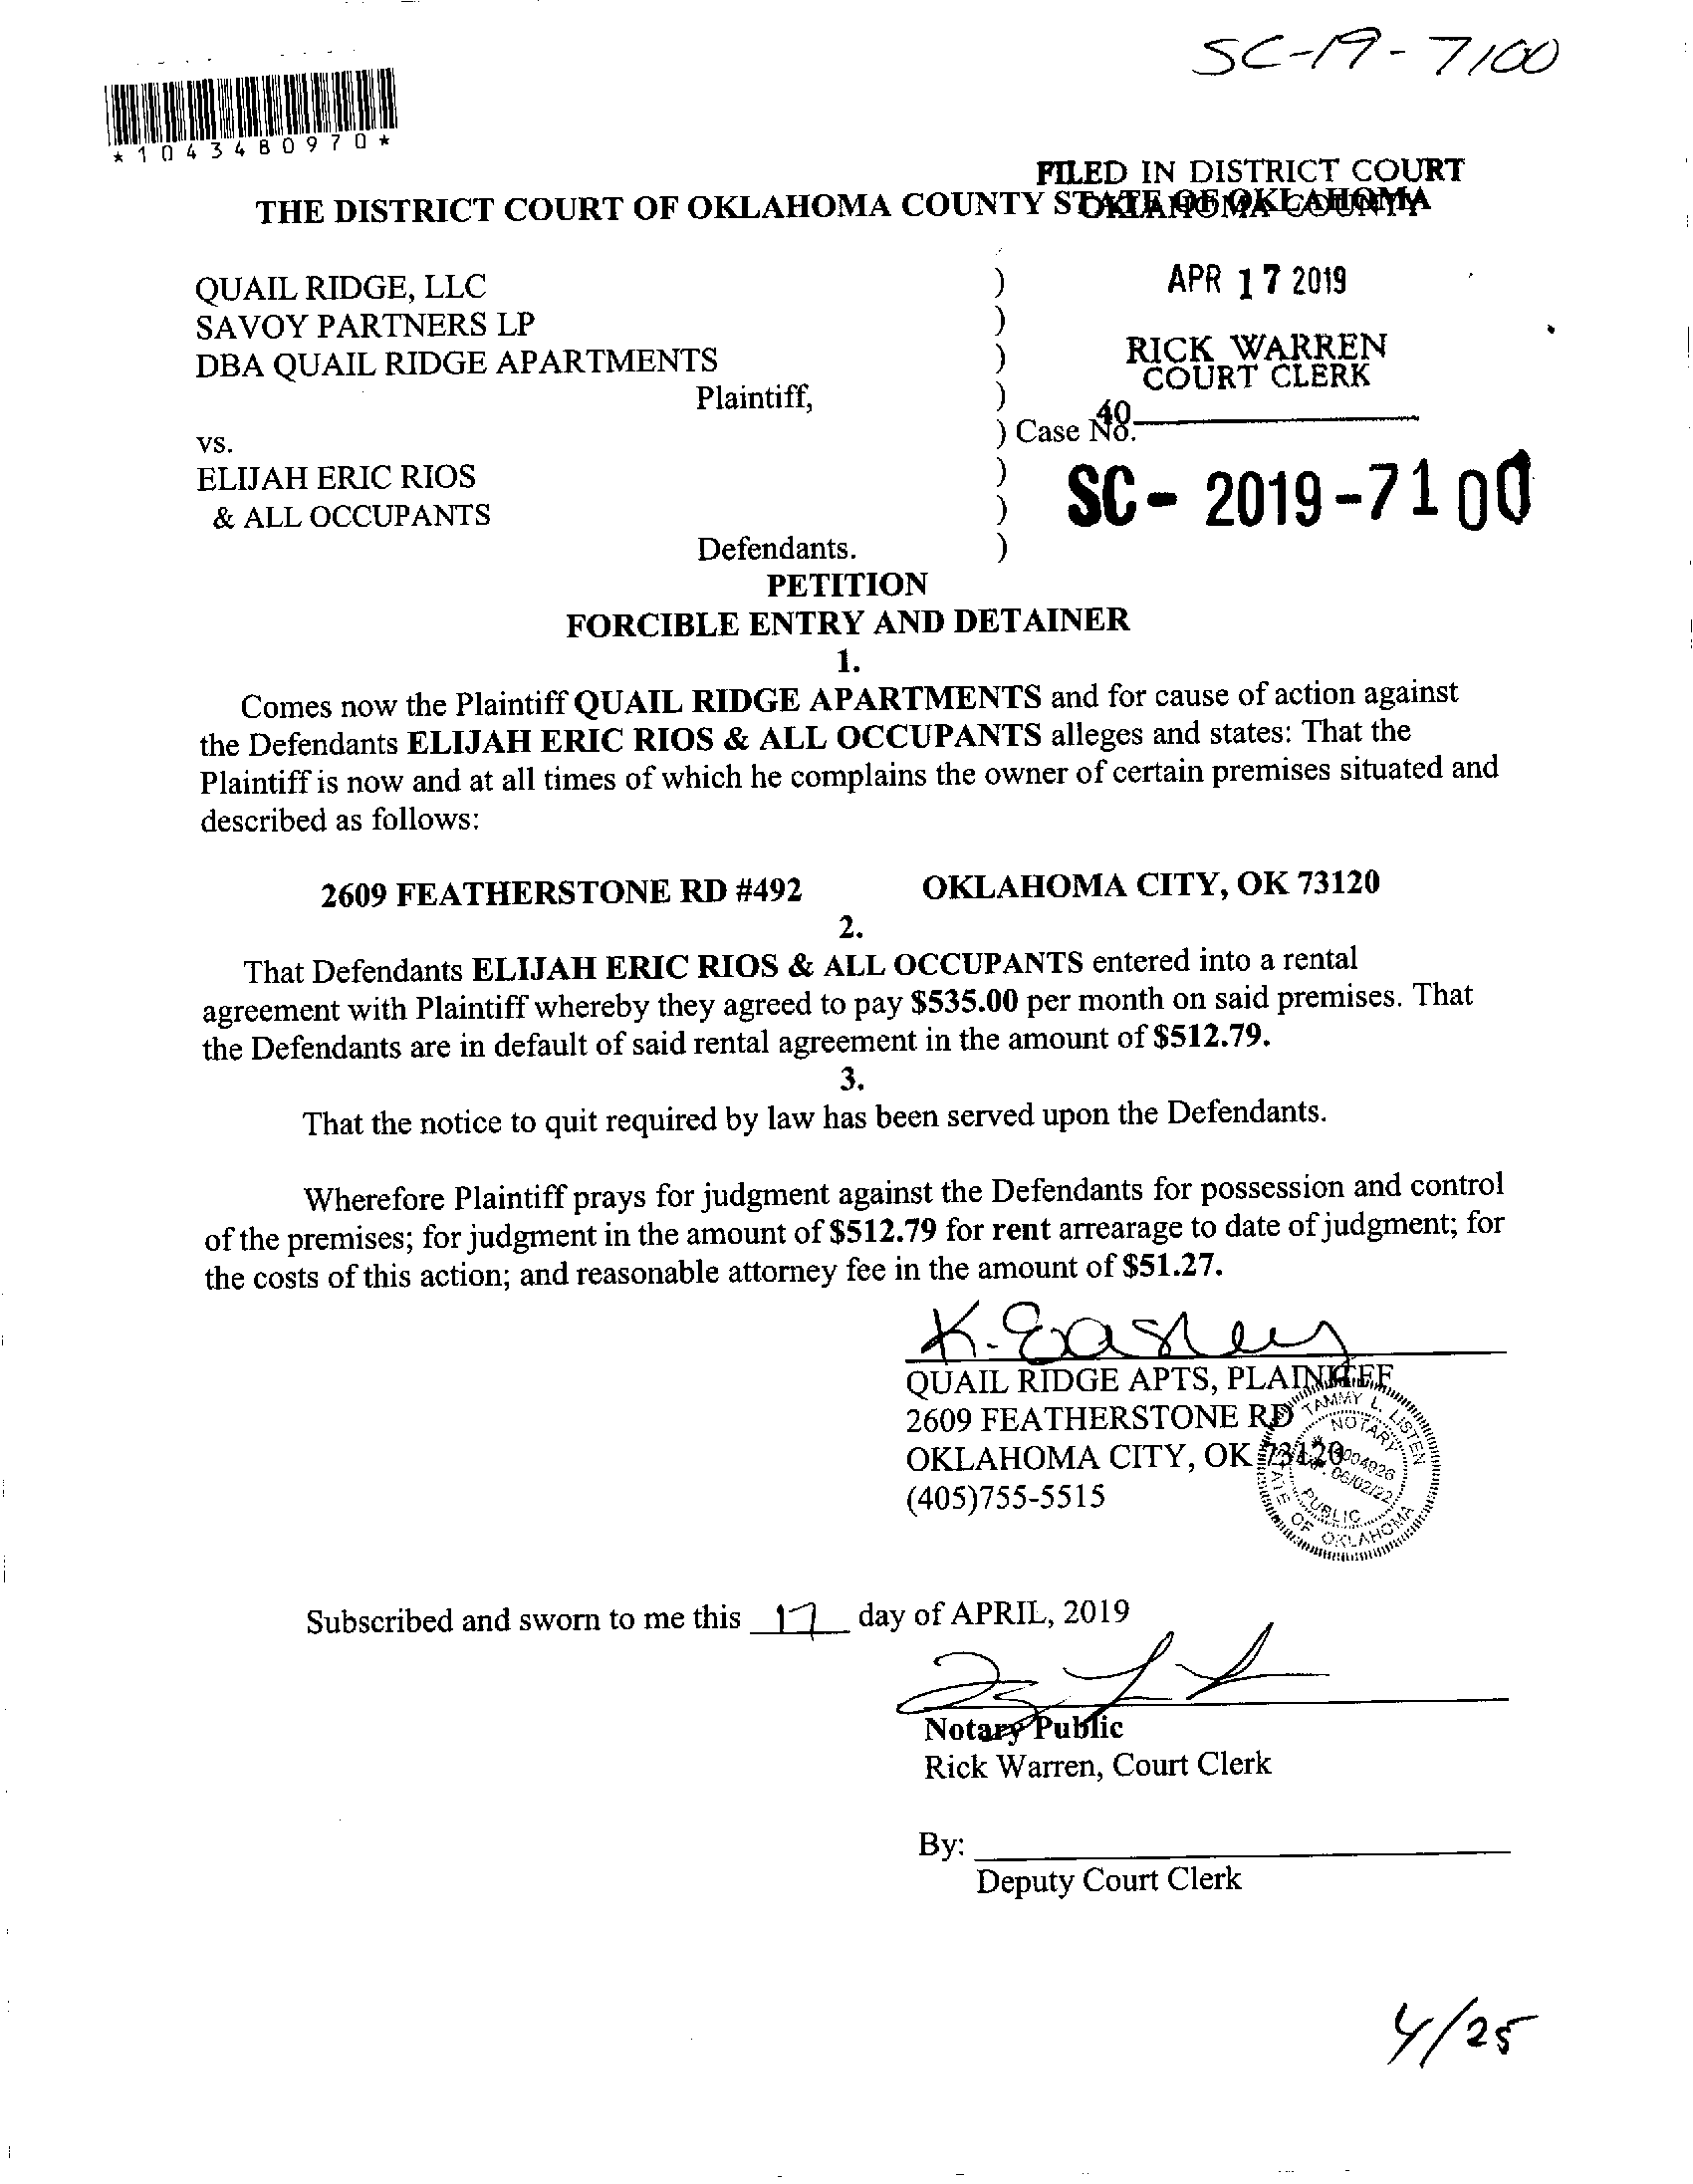 SC-19-7100
*1043480970*
FILED IN DISTRICT COURT
OKLAHOMA COUNTY
THE DISTRICT COURT OF OKLAHOMA COUNTY STATE OF OKLAHOMA
QUAIL RIDGE, LLC )
SAVOY PARTNERS LP )
DBA QUAIL RIDGE APARTMENTS )
Plaintiff, )
APR 17 2019
RICK WARREN
COURT CLERK
40
vs. ) Case No.
ELIJAH ERIC RIOS )
& ALL OCCUPANTS )
SC- 2019-7100
Defendants. )
PETITION
FORCIBLE ENTRY AND DETAINER
1.
Comes now the Plaintiff QUAIL RIDGE APARTMENTS and for cause of action against
the Defendants ELIJAH ERIC RIOS & ALL OCCUPANTS alleges and states: That the
Plaintiff is now and at all times of which he complains the owner of certain premises situated and
described as follows:
2609 FEATHERSTONE RD #492 OKLAHOMA CITY, OK 73120
2.
That Defendants ELIJAH ERIC RIOS & ALL OCCUPANTS entered into a rental
agreement with Plaintiff whereby they agreed to pay $535.00 per month on said premises. That
the Defendants are in default of said rental agreement in the amount of $512.79.
3.
That the notice to quit required by law has been served upon the Defendants.
Wherefore Plaintiff prays for judgment against the Defendants for possession and control
of the premises; for judgment in the amount of $512.79 for rent arrearage to date of judgment; for
the costs of this action; and reasonable attorney fee in the amount of $51.27.
K. Easley
QUAIL RIDGE APTS, PLAINTIFF
2609 FEATHERSTONE RD
OKLAHOMA CITY, OK 73120
(405)755-5515
TAMMY L. LISTEN
NOTARY
06/02/22
PUBLIC
STATE OF OKLAHOMA
Subscribed and sworn to me this 17 day of APRIL, 2019
Notary Public
Rick Warren, Court Clerk
By:
Deputy Court Clerk
4/25